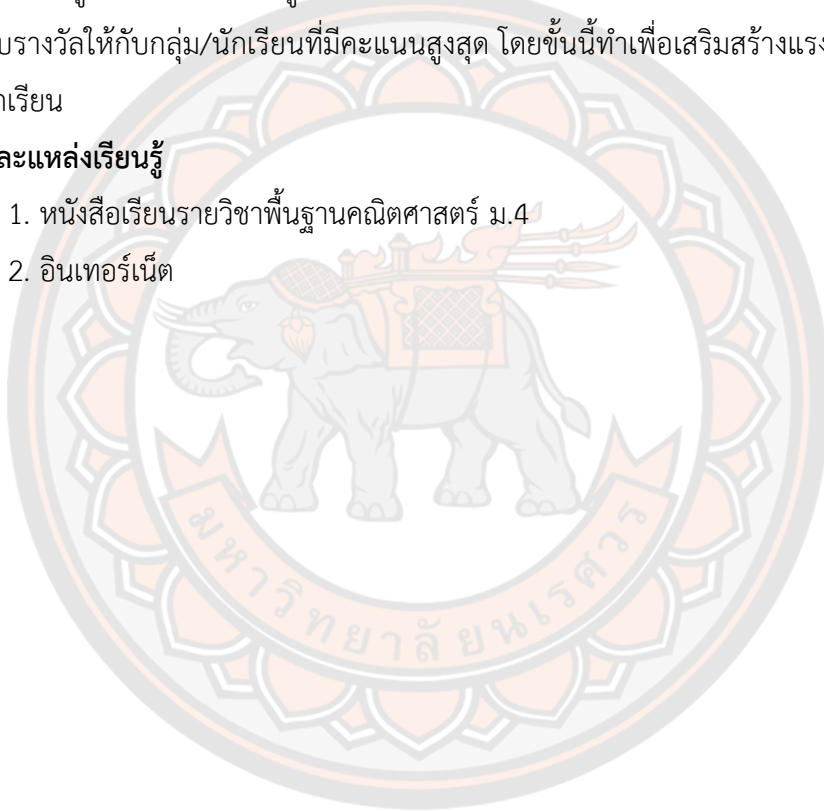 บรางวัลให้กับกลุ่ม/นักเรียนที่มีคะแนนสูงสุด โดยขั้นนี้ทำเพื่อเสริมสร้างแรง
เรียน
ละแหล่งเรียนรู้
1. หนังสือเรียนรายวิชาพื้นฐานคณิตศาสตร์ ม.4
2. อินเทอร์เน็ต
มหาวิทยาลัยนเรศวร